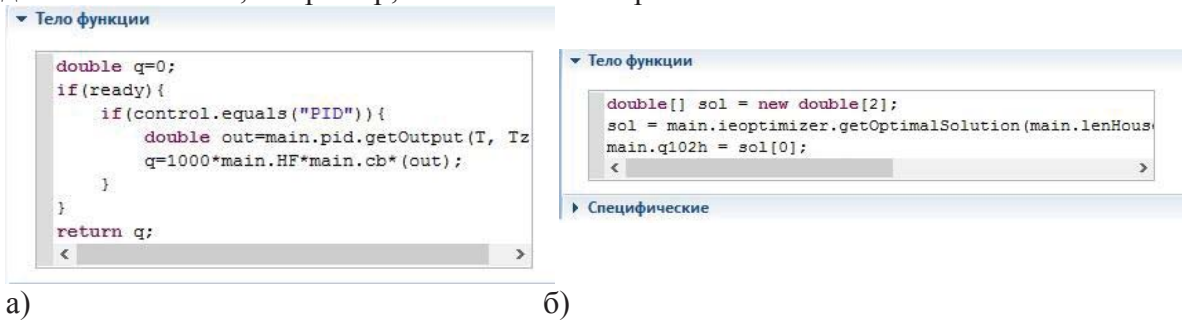 ▼ Тело функции
double q=0;
if(ready){
if(control.equals("PID")){
double out=main.pid.getOutput(T, Tz
q=1000*main.HF*main.cb*(out);
}
}
return q;
а)
▼ Тело функции
double[] sol = new double[2];
sol = main.ieoptimizer.getOptimalSolution(main.lenHous
main.q102h = sol[0];
Специфические
б)